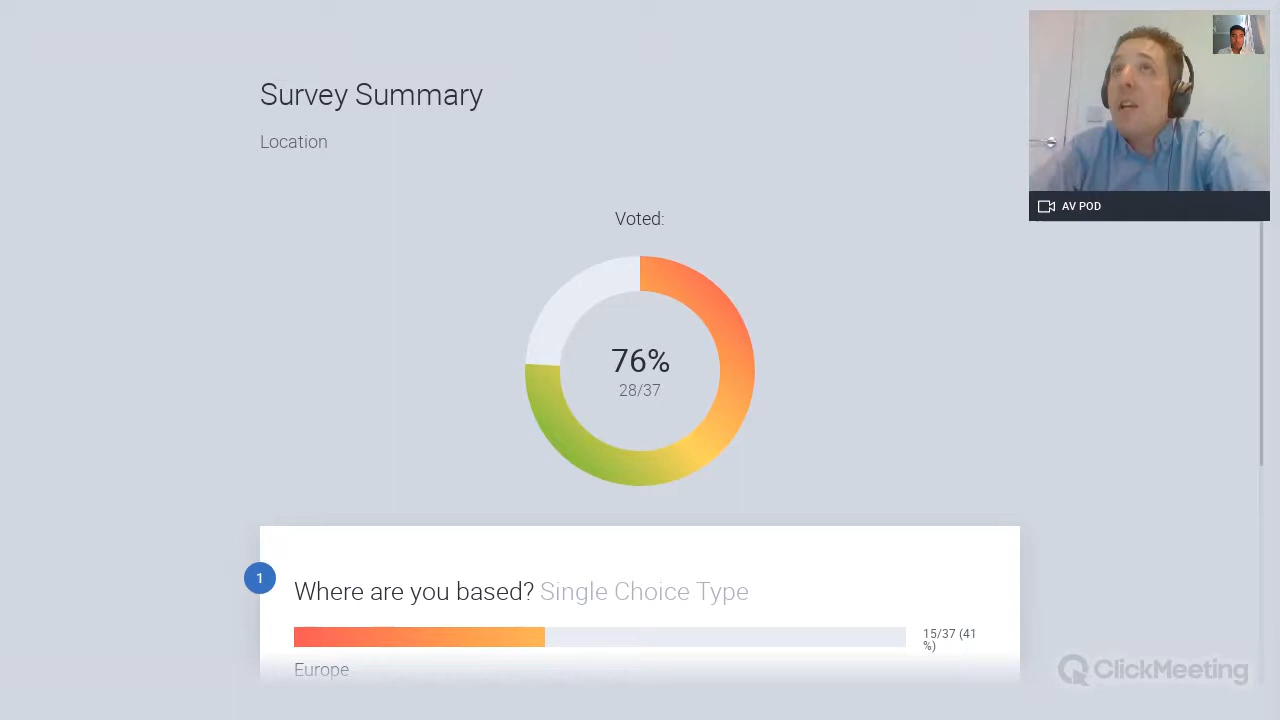 Survey Summary
Location
AV POD
Voted:
76%
28/37
1
Where are you based? Single Choice Type
15/37 (41
%)
Europe
ClickMeeting